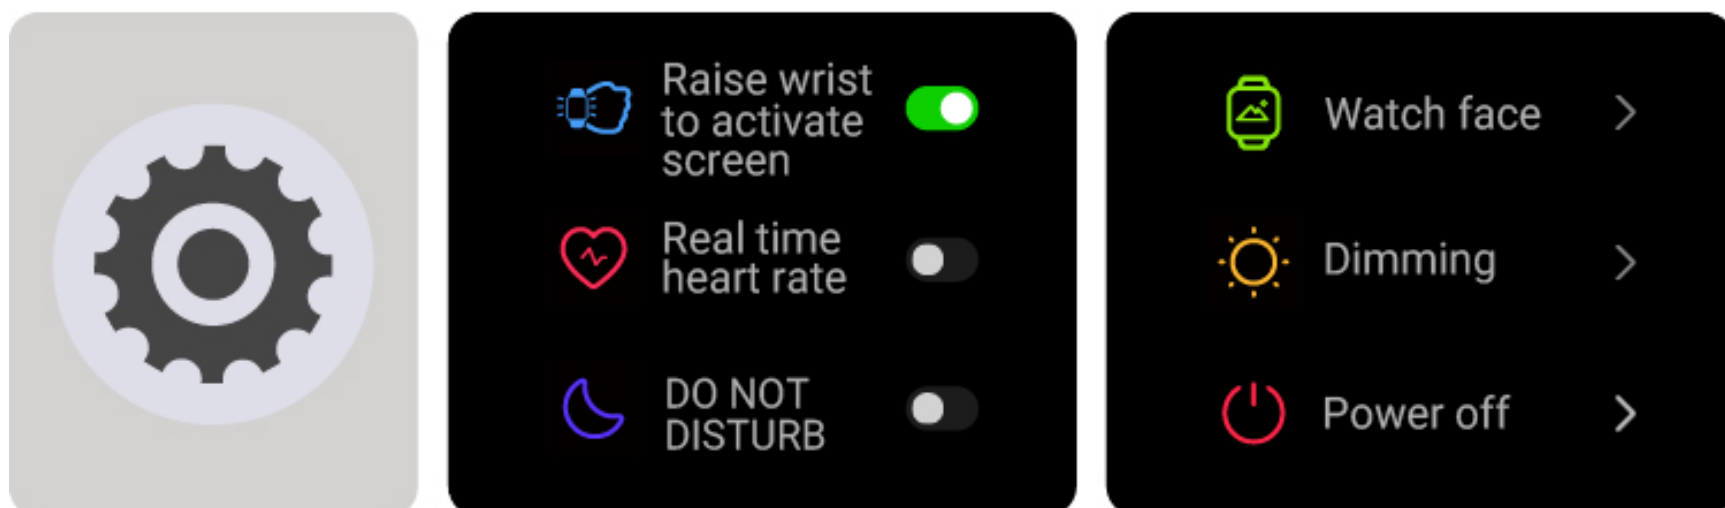 Raise wrist
to activate
screen
Real time
heart rate
DO NOT
DISTURB
Watch face
Dimming
Power off